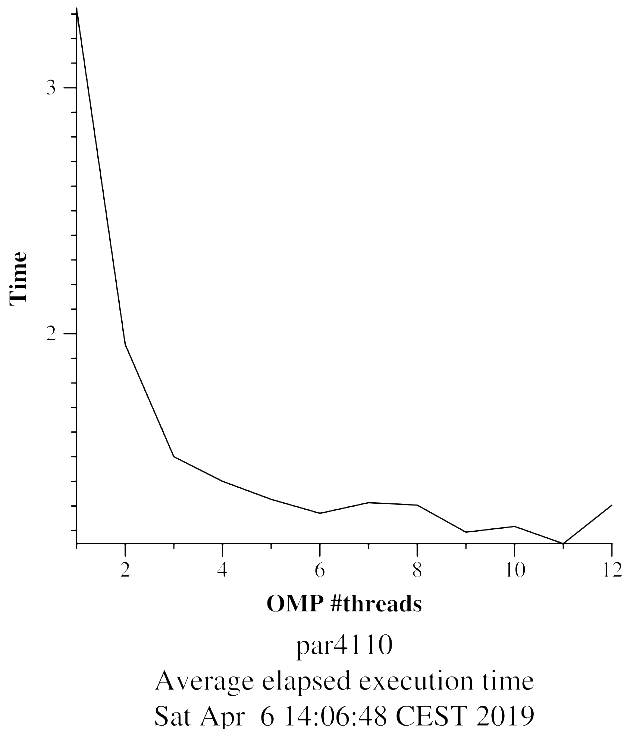 3
2
Time
2
4
6
8
10
12
OMP #threads
par4110
Average elapsed execution time
Sat Apr  6 14:06:48 CEST 2019